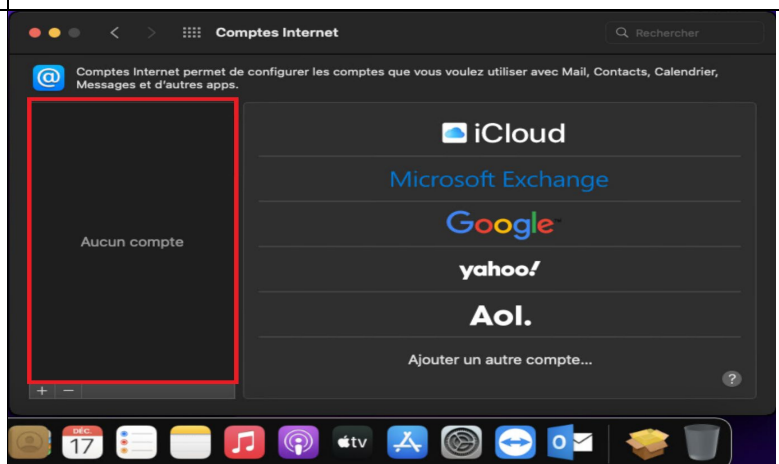 Comptes Internet
Rechercher
@
Comptes Internet permet de configurer les comptes que vous voulez utiliser avec Mail, Contacts, Calendrier,
Messages et d'autres apps.
Aucun compte
iCloud
Microsoft Exchange
Google
yahoo!
Aol.
Ajouter un autre compte...
?
+ −
DÉC.
17
tv